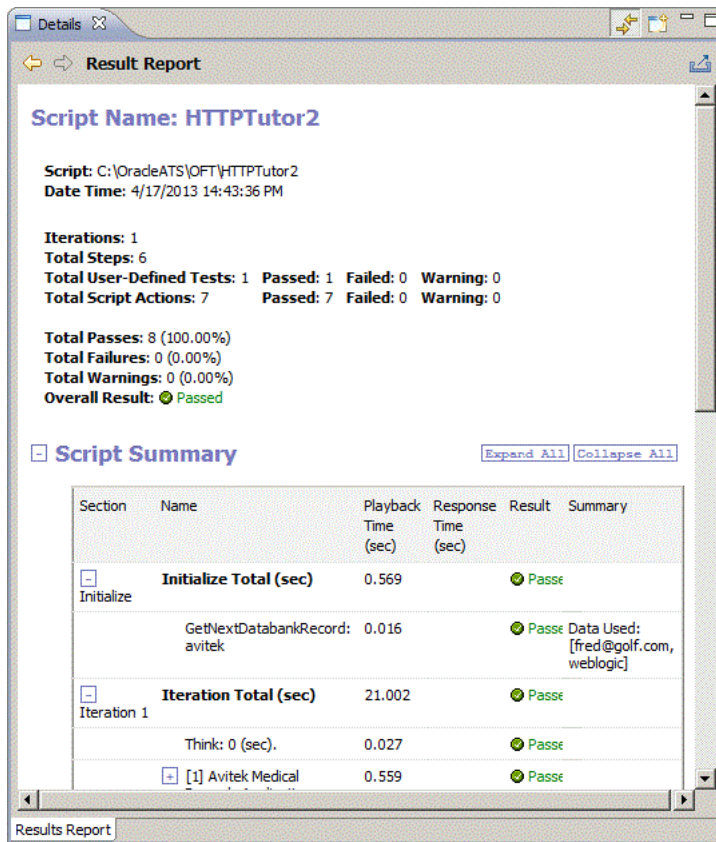 Details
Result Report
Script Name: HTTPTutor2
Script: C:\OracleATS\OFT\HTTPTutor2
Date Time: 4/17/2013 14:43:36 PM
Iterations: 1
Total Steps: 6
Total User-Defined Tests: 1 Passed: 1 Failed: 0 Warning: 0
Total Script Actions: 7 Passed: 7 Failed: 0 Warning: 0
Total Passes: 8 (100.00%)
Total Failures: 0 (0.00%)
Total Warnings: 0 (0.00%)
Overall Result: Passed
Script Summary Expand All Collapse All
Section Name Playback Response Result Summary
Time Time
(sec) (sec)
Initialize Total (sec) 0.569 Passe
Initialize
GetNextDatabankRecord: 0.016 Passe Data Used:
avitek [fred@golf.com,
weblogic]
Iteration Total (sec) 21.002 Passe
Iteration 1
Think: 0 (sec). 0.027 Passe
[1] Avitek Medical 0.559 Passe
Results Report